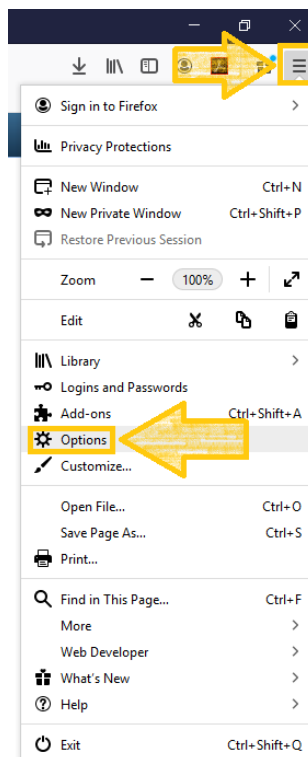 Sign in to Firefox
Privacy Protections
New Window Ctrl+N
New Private Window Ctrl+Shift+P
Restore Previous Session
Zoom 100%
Edit
Library
Logins and Passwords
Add-ons Ctrl+Shift+A
Options
Customize...
Open File... Ctrl+O
Save Page As... Ctrl+S
Print...
Find in This Page... Ctrl+F
More
Web Developer
What's New
Help
Exit Ctrl+Shift+Q